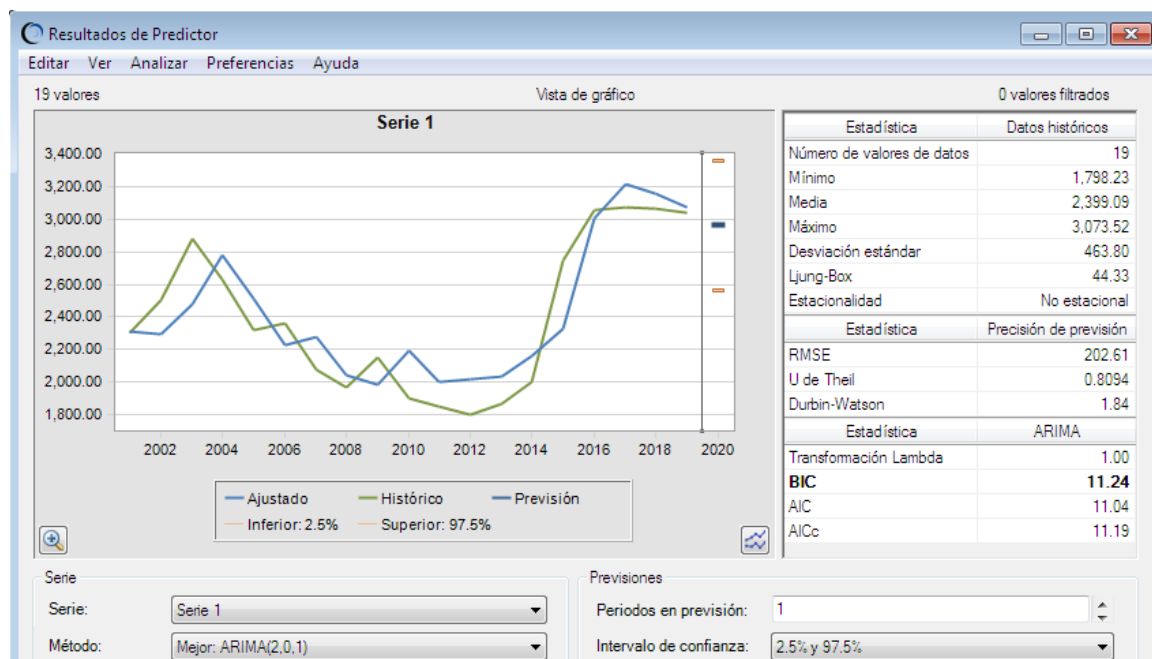 Resultados de Predictor
Editar Ver Analizar Preferencias Ayuda
19 valores Vista de gráfico 0 valores filtrados
Serie 1
3,400.00
3,200.00
3,000.00
2,800.00
2,600.00
2,400.00
2,200.00
2,000.00
1,800.00
2002 2004 2006 2008 2010 2012 2014 2016 2018 2020
Ajustado Histórico Previsión
Inferior: 2.5% Superior: 97.5%
Estadística Datos históricos
Número de valores de datos 19
Mínimo 1,798.23
Media 2,399.09
Máximo 3,073.52
Desviación estándar 463.80
Ljung-Box 44.33
Estacionalidad No estacional
Estadística Precisión de previsión
RMSE 202.61
U de Theil 0.8094
Durbin-Watson 1.84
Estadística ARIMA
Transformación Lambda 1.00
BIC 11.24
AIC 11.04
AICc 11.19
Serie
Serie: Serie 1
Método: Mejor: ARIMA(2,0,1)
Previsiones
Periodos en previsión: 1
Intervalo de confianza: 2.5% y 97.5%